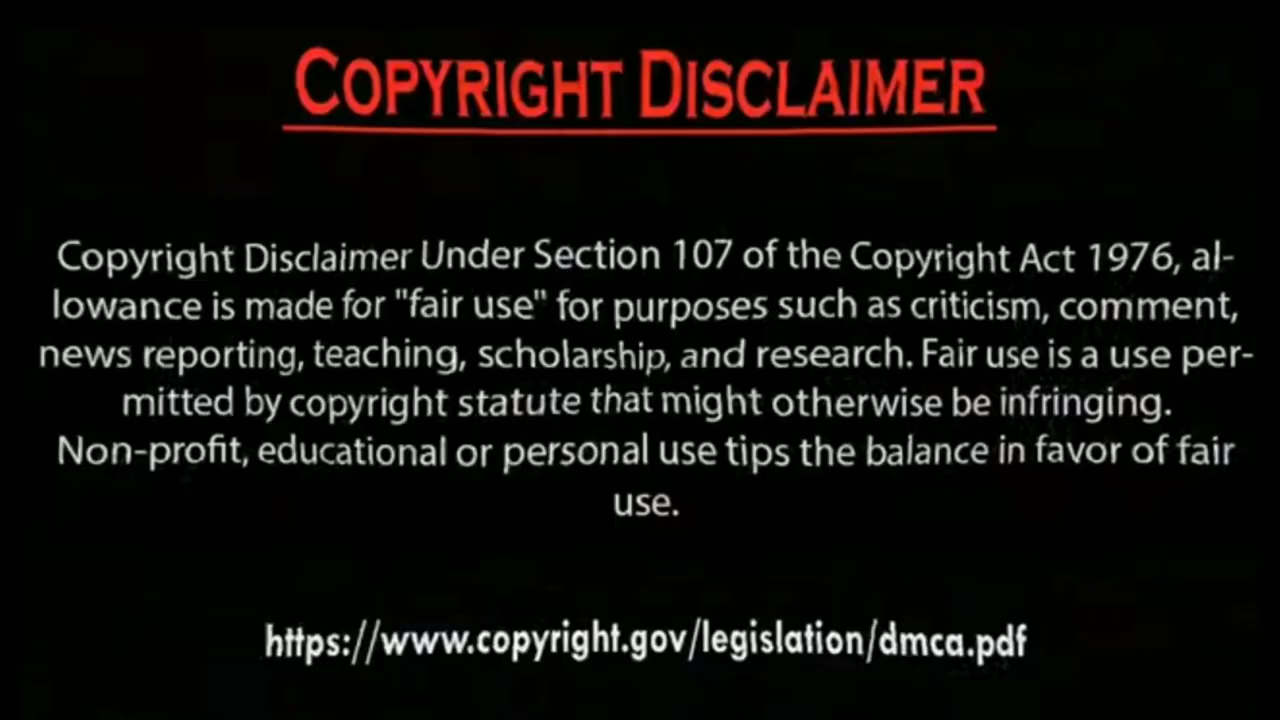 COPYRIGHT DISCLAIMER
Copyright Disclaimer Under Section 107 of the Copyright Act 1976, al-
lowance is made for "fair use" for purposes such as criticism, comment,
news reporting, teaching, scholarship, and research. Fair use is a use per-
mitted by copyright statute that might otherwise be infringing.
Non-profit, educational or personal use tips the balance in favor of fair
use.
https://www.copyright.gov/legislation/dmca.pdf